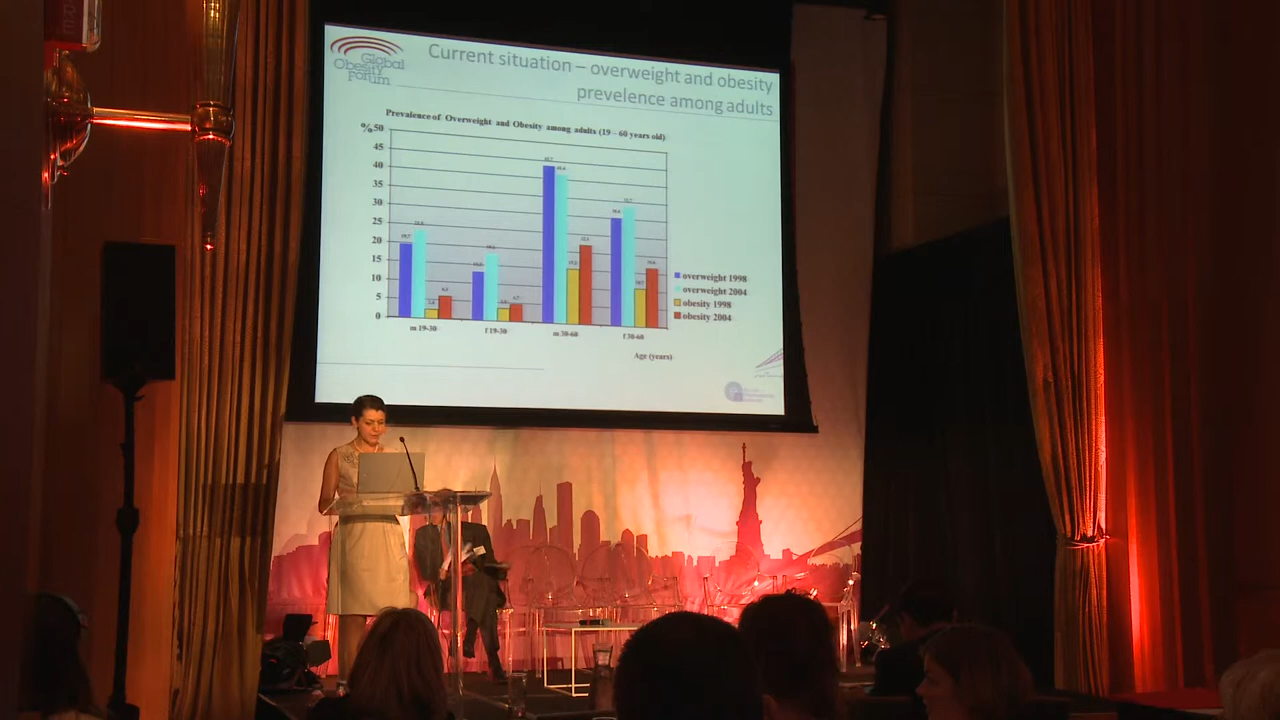 Global
Obesity
Forum
Current situation – overweight and obesity
prevelence among adults
Prevalence of Overweight and Obesity among adults (19 – 60 years old)
% 50
45
40
35
30
25
20
15
10
5
0
m 19-30
f 19-30
m 30-60
f 30-60
Age (years)
overweight 1998
overweight 2004
obesity 1998
obesity 2004